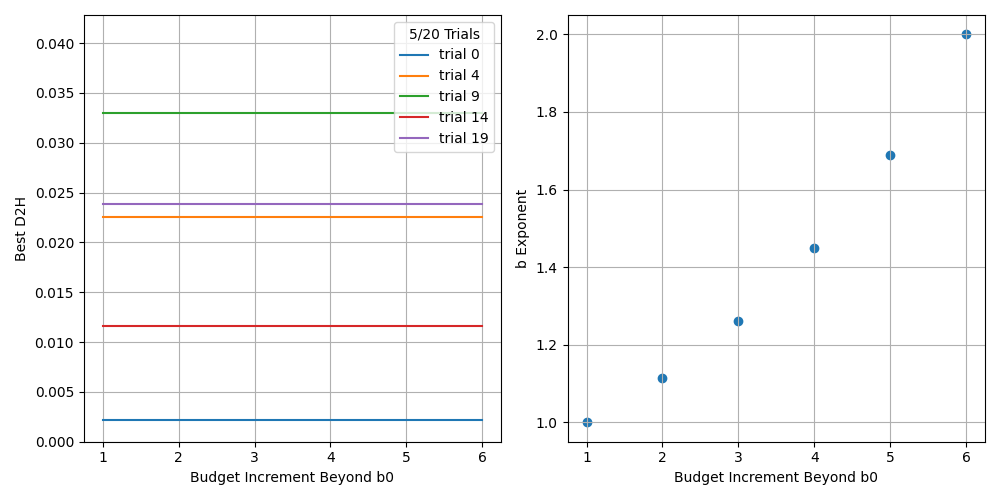 5/20 Trials
trial 0
trial 4
trial 9
trial 14
trial 19
0.040
0.035
0.030
0.025
0.020
0.015
0.010
0.005
0.000
Best D2H
1 2 3 4 5 6
Budget Increment Beyond b0
2.0
1.8
1.6
1.4
1.2
1.0
b Exponent
1 2 3 4 5 6
Budget Increment Beyond b0